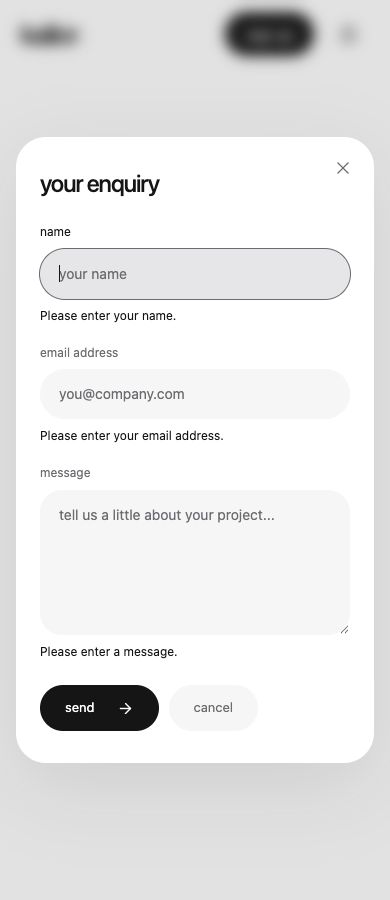 your enquiry
name
your name
Please enter your name.
email address
you@company.com
Please enter your email address.
message
tell us a little about your project...
Please enter a message.
send
cancel